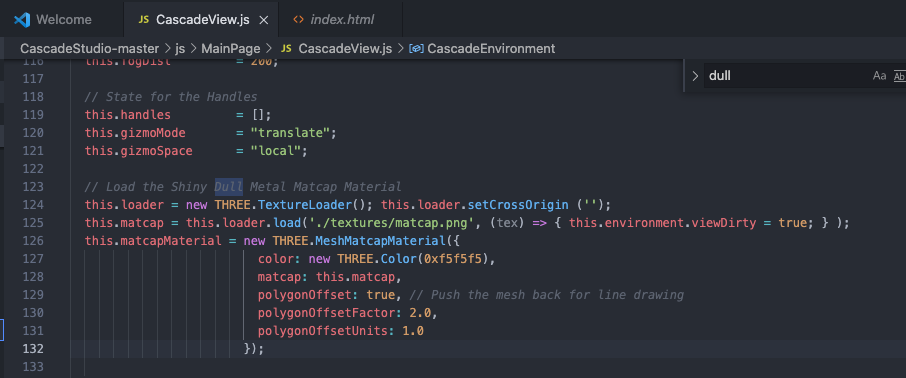 Welcome
JS CascadeView.js ×
<> index.html
CascadeStudio-master > js > MainPage > JS CascadeView.js > CascadeEnvironment
116 this.fogDist = 200;
> dull Aa Ab
117
118 // State for the Handles
119 this.handles = [];
120 this.gizmoMode = "translate";
121 this.gizmoSpace = "local";
122
123 // Load the Shiny Dull Metal Matcap Material
124 this.loader = new THREE.TextureLoader(); this.loader.setCrossOrigin ('');
125 this.matcap = this.loader.load('./textures/matcap.png', (tex) => { this.environment.viewDirty = true; } );
126 this.matcapMaterial = new THREE.MeshMatcapMaterial({
127 color: new THREE.Color(0xf5f5f5),
128 matcap: this.matcap,
129 polygonOffset: true, // Push the mesh back for line drawing
130 polygonOffsetFactor: 2.0,
131 polygonOffsetUnits: 1.0
132 });
133